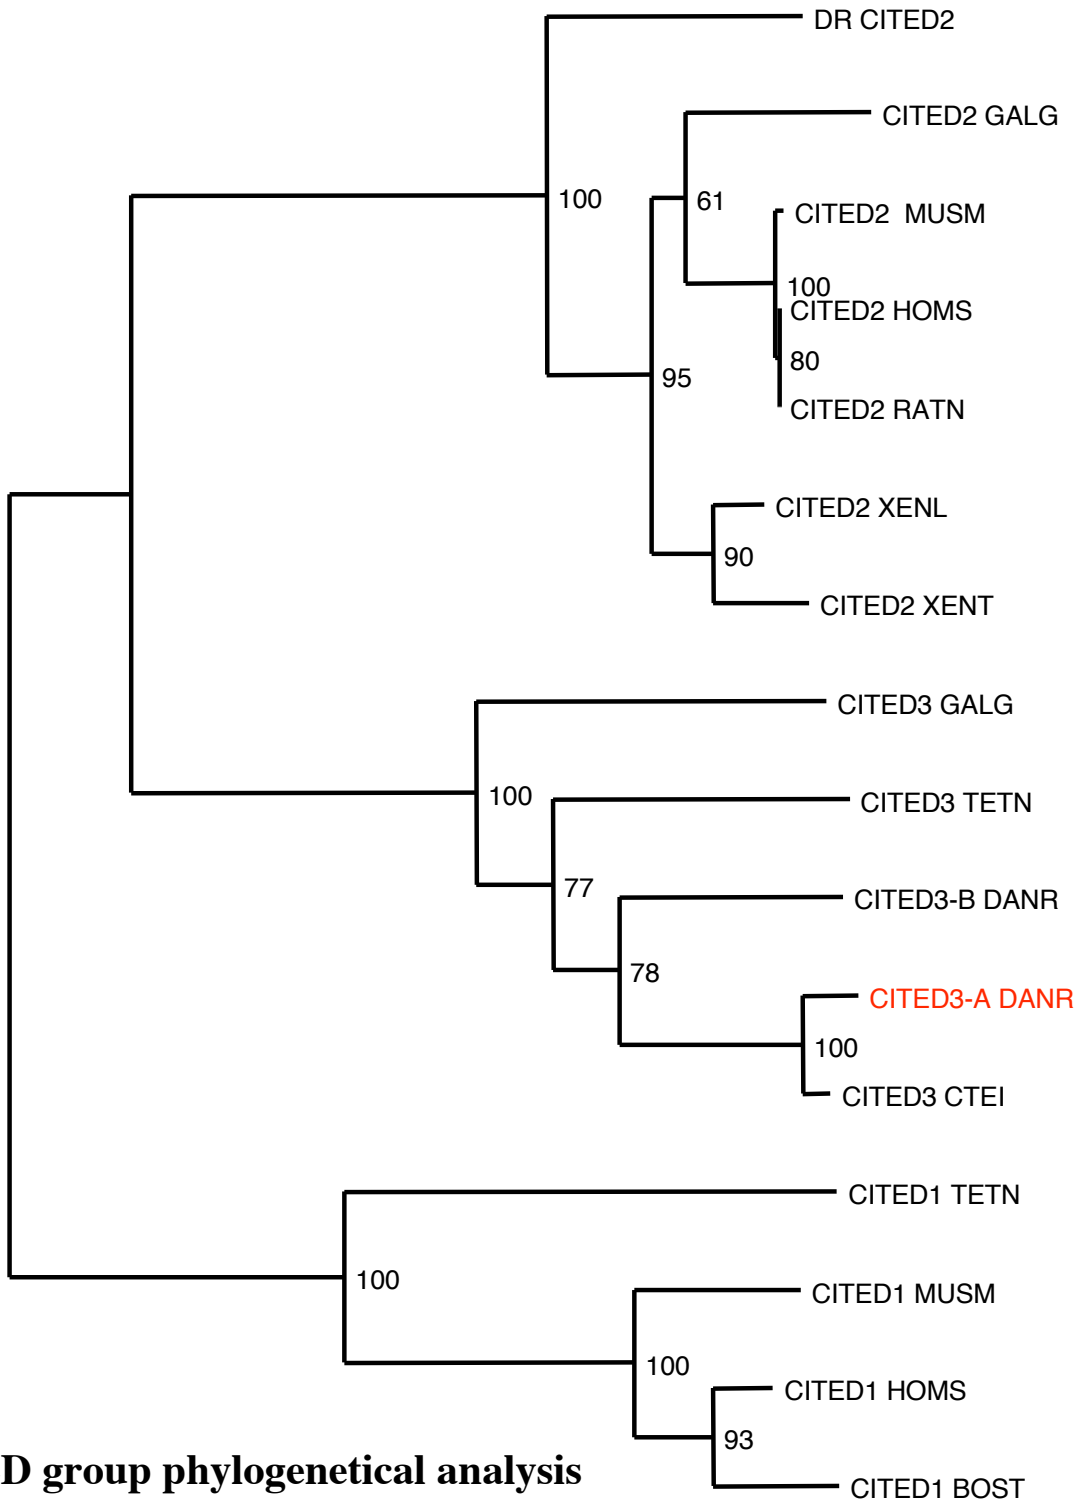 DR CITED2
CITED2 GALG
100
61
CITED2  MUSM
100
CITED2 HOMS
80
95
CITED2 RATN
CITED2 XENL
90
CITED2 XENT
CITED3 GALG
100
CITED3 TETN
77
CITED3-B DANR
78
CITED3-A DANR
100
CITED3 CTEI
CITED1 TETN
100
CITED1 MUSM
100
CITED1 HOMS
93
D group phylogenetical analysis
CITED1 BOST